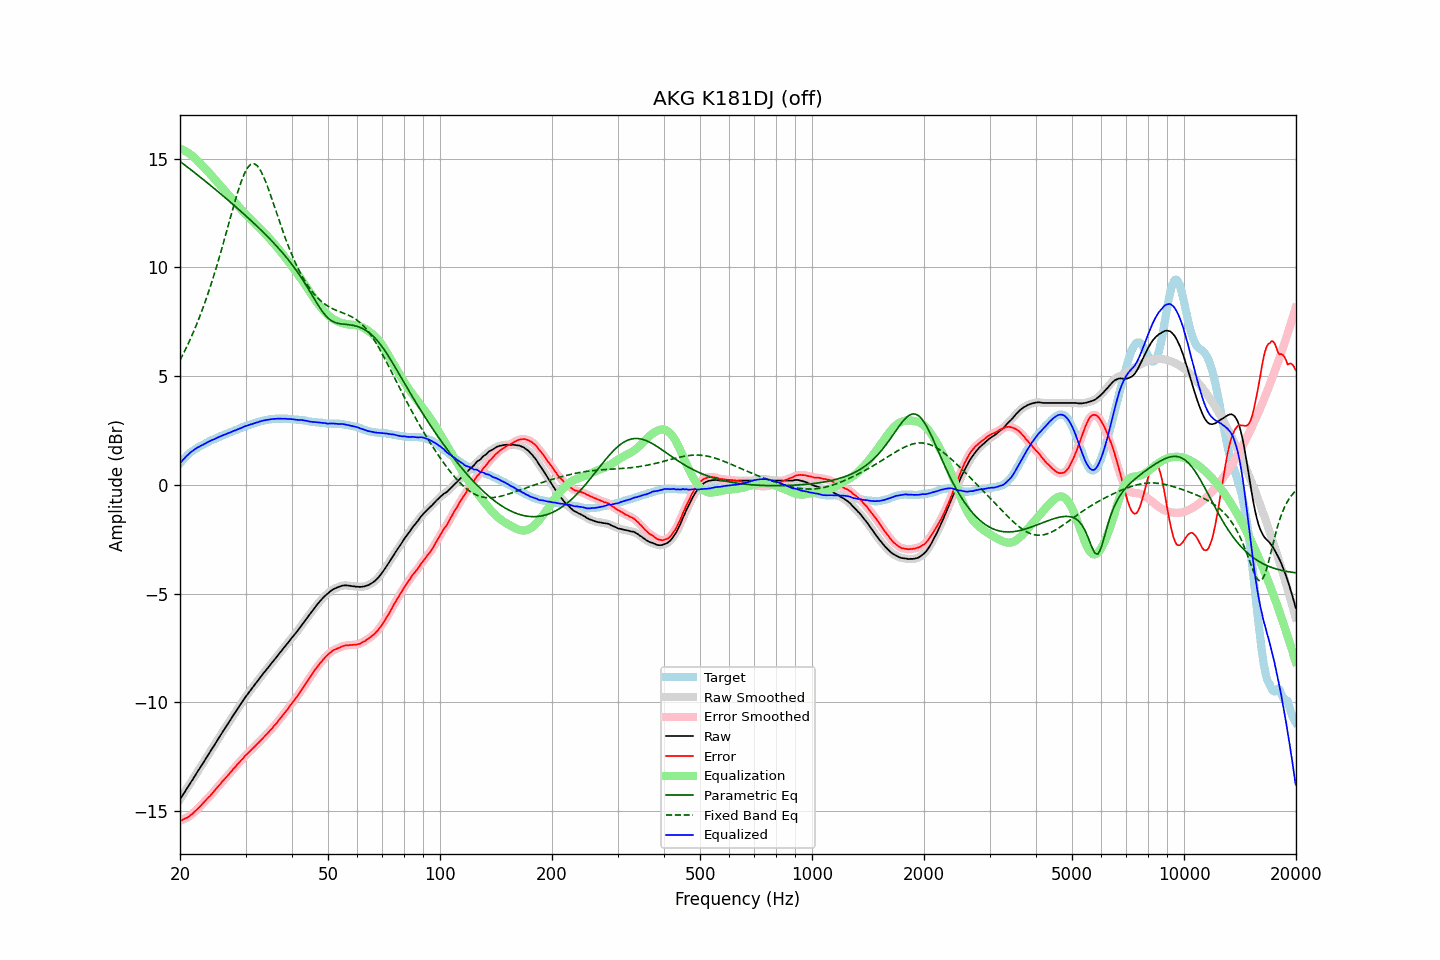 AKG K181DJ (off)
Amplitude (dBr)
15
10
5
0
−5
−10
−15
20
50
100
200
500
1000
2000
5000
10000
20000
Frequency (Hz)
Target
Raw Smoothed
Error Smoothed
Raw
Error
Equalization
Parametric Eq
Fixed Band Eq
Equalized